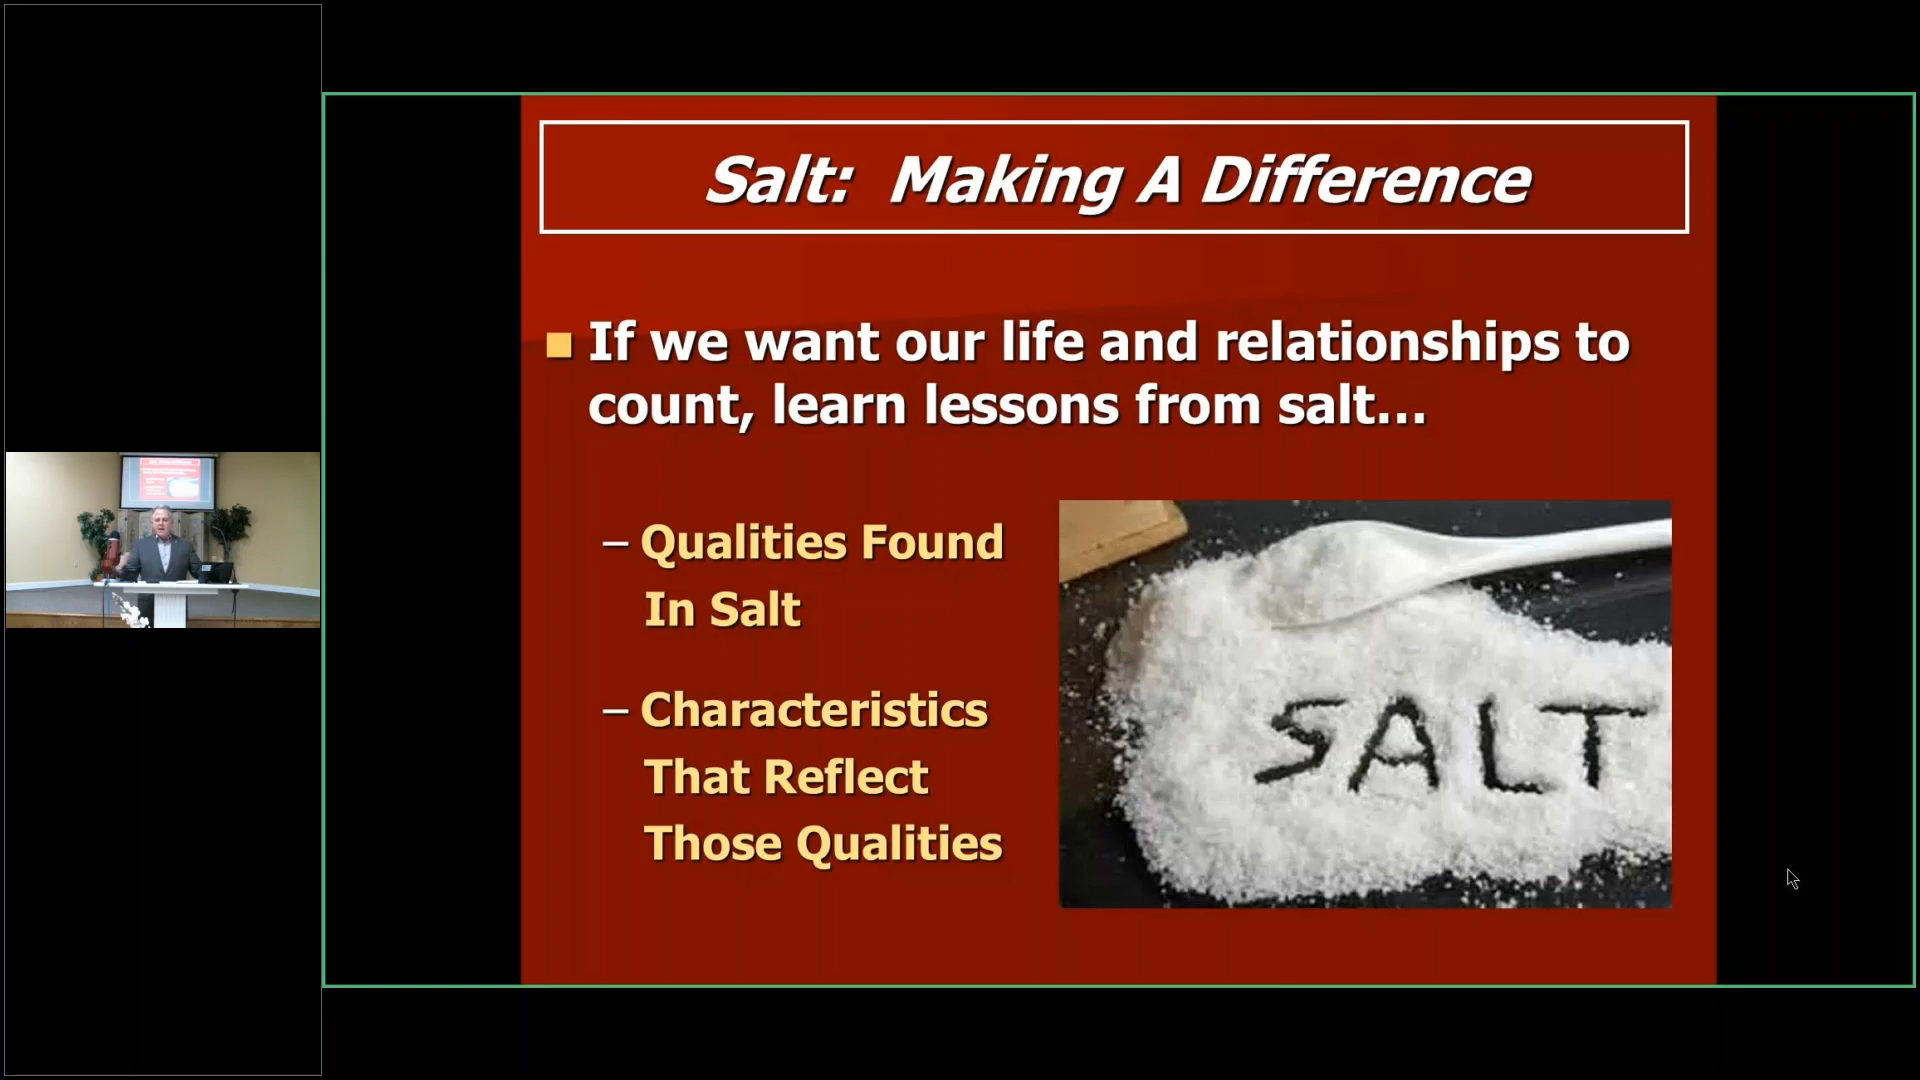 Salt: Making A Difference
If we want our life and relationships to
count, learn lessons from salt...
– Qualities Found
In Salt
– Characteristics
That Reflect
Those Qualities
SALT